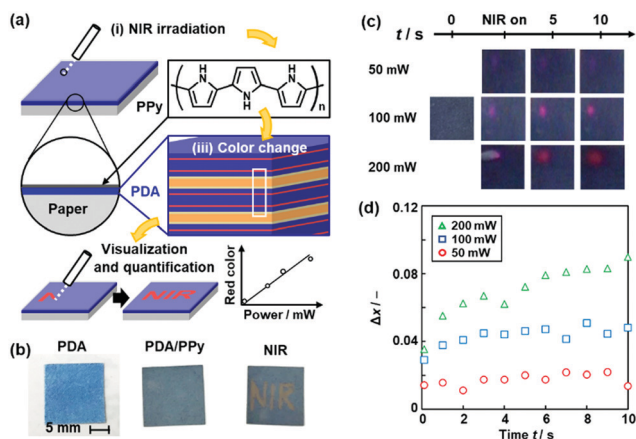 (a)
(i) NIR irradiation
PPy
H
N
N
H
H
N
n
Paper
PDA
(iii) Color change
Visualization
and quantification
NIR
Red color
Power / mW
(b)
PDA
PDA/PPy
NIR
5 mm
NIR
(c)
t / s
0
NIR on
5
10
50 mW
100 mW
200 mW
(d)
0.12
0.08
0.04
0
Δx / –
200 mW
100 mW
50 mW
0
2
4
6
8
10
Time t / s